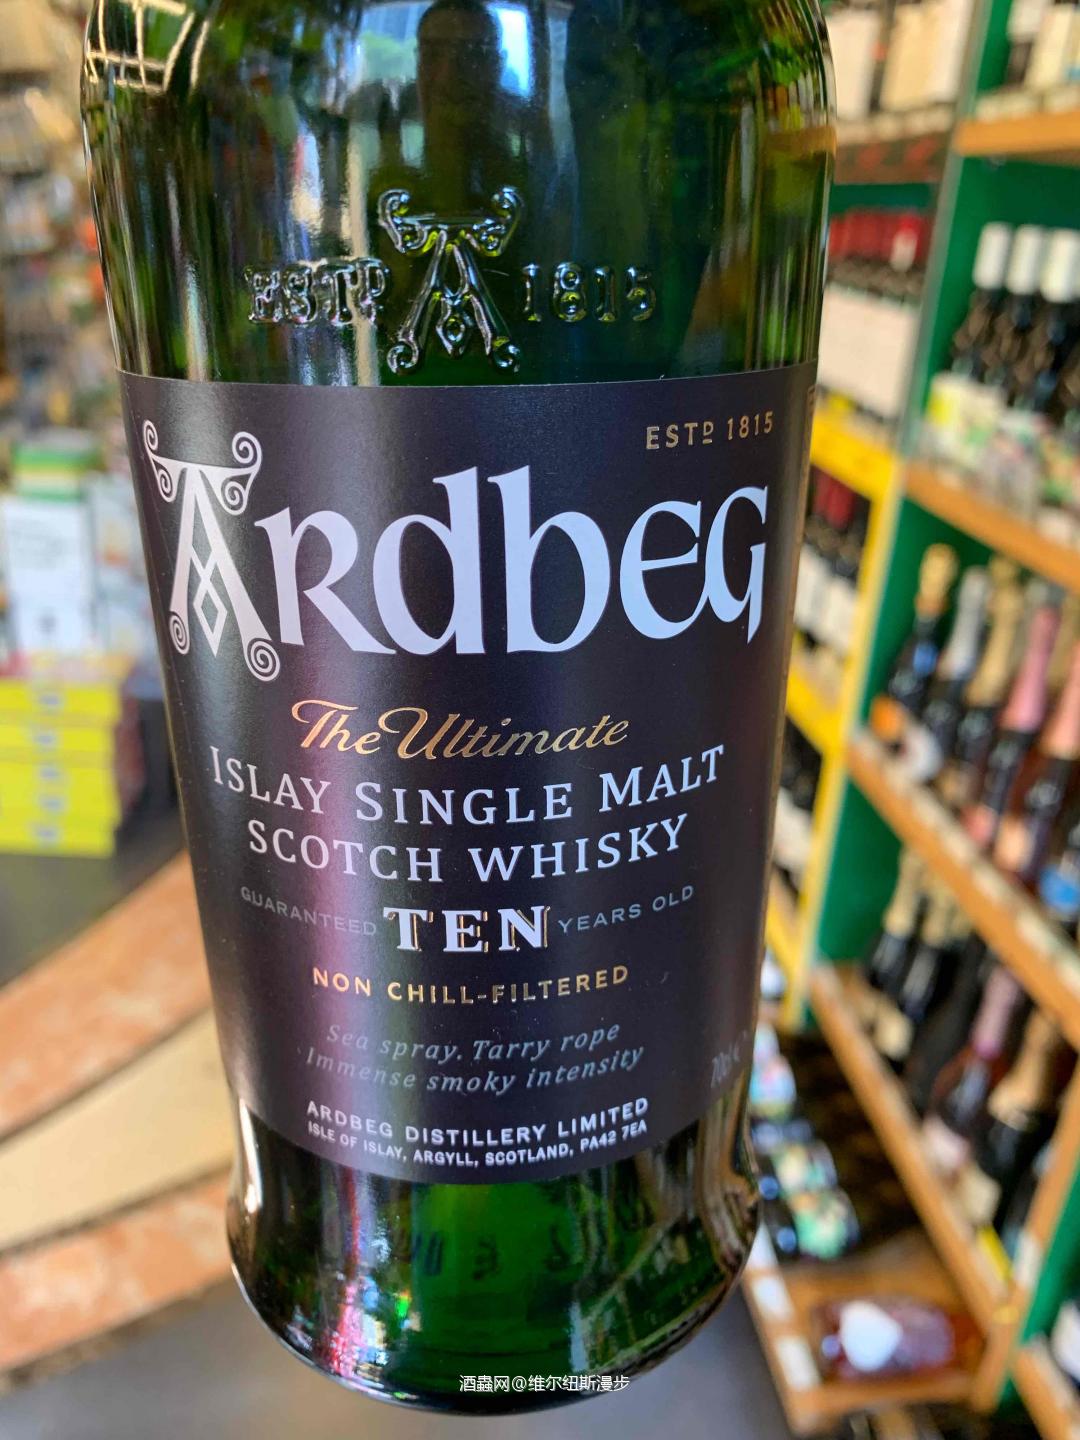 ESTD 1815
ESTD 1815
ARdbEG
The Ultimate
ISLAY SINGLE MALT
SCOTCH WHISKY
GUARANTEED TEN YEARS OLD
NON CHILL-FILTERED
Sea spray. Tarry rope
Immense smoky intensity
70cl e
ARDBEG DISTILLERY LIMITED
ISLE OF ISLAY, ARGYLL, SCOTLAND, PA42 7EA
酒蟲网@维尔纽斯漫步